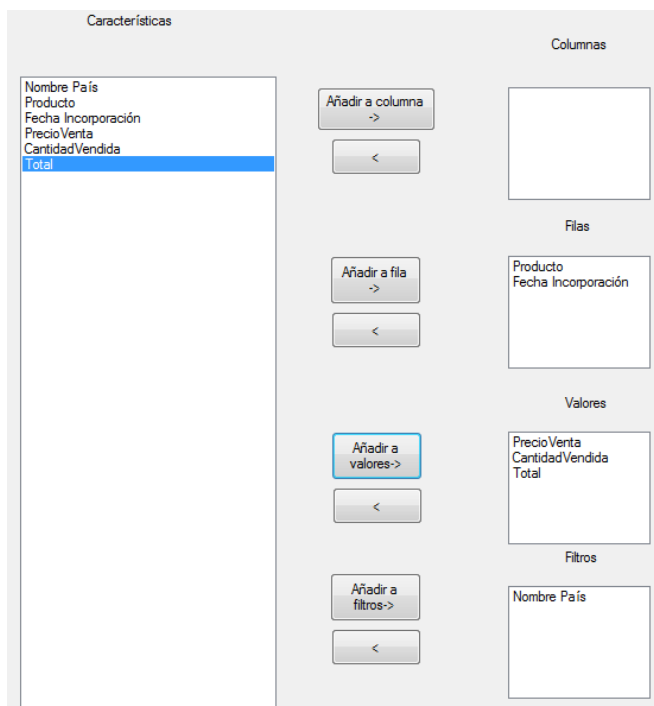 Características
Nombre País
Producto
Fecha Incorporación
PrecioVenta
CantidadVendida
Total
Añadir a columna
->
<
Columnas
Añadir a fila
->
<
Filas
Producto
Fecha Incorporación
Añadir a
valores->
<
Valores
PrecioVenta
CantidadVendida
Total
Añadir a
filtros->
<
Filtros
Nombre País